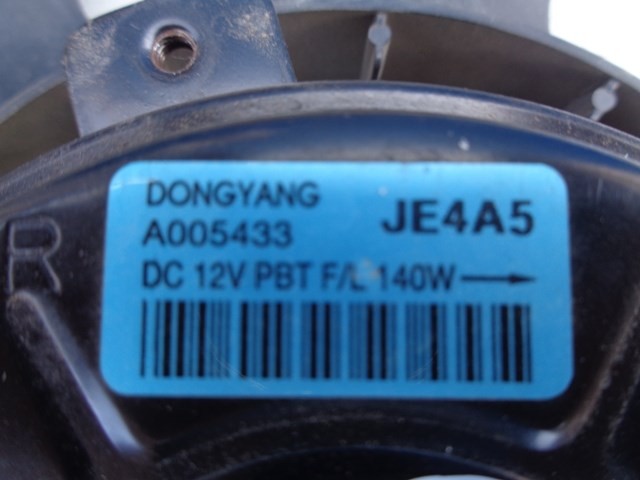 DONGYANG
A005433 JE4A5
DC 12V PBT F/L 140W
R